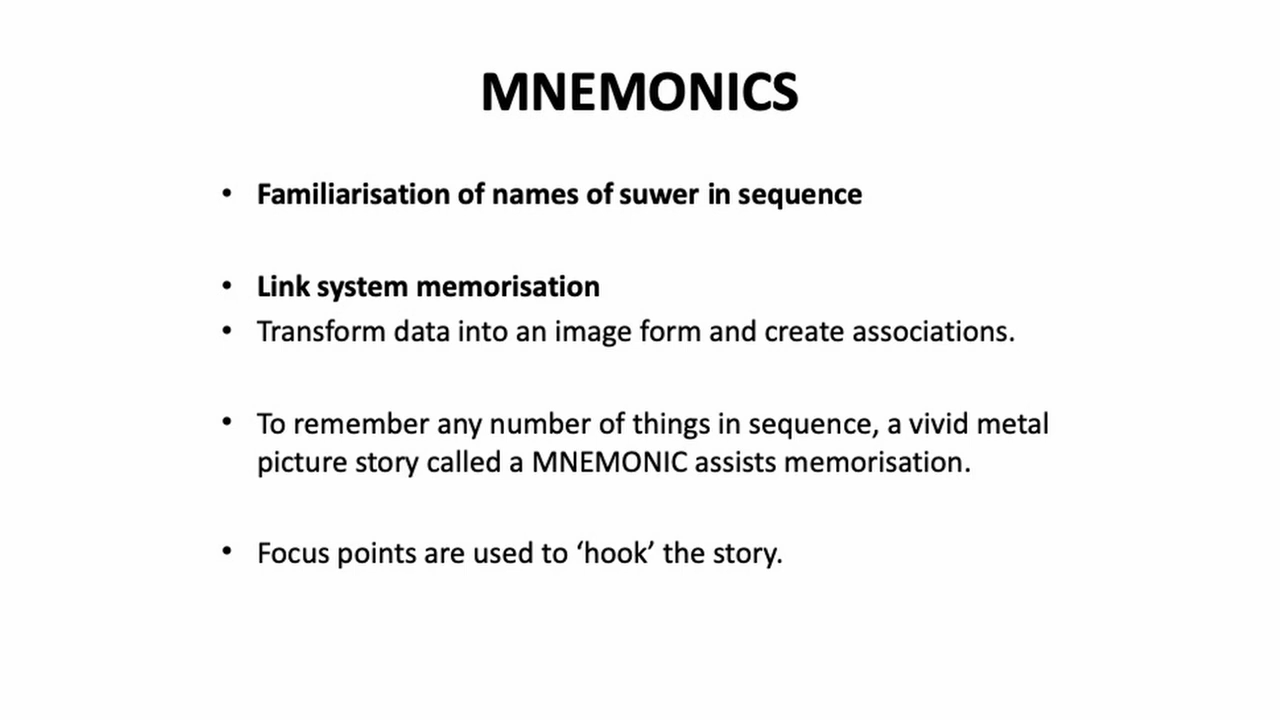 MNEMONICS
• Familiarisation of names of suwer in sequence
• Link system memorisation
• Transform data into an image form and create associations.
• To remember any number of things in sequence, a vivid metal
picture story called a MNEMONIC assists memorisation.
• Focus points are used to ‘hook’ the story.